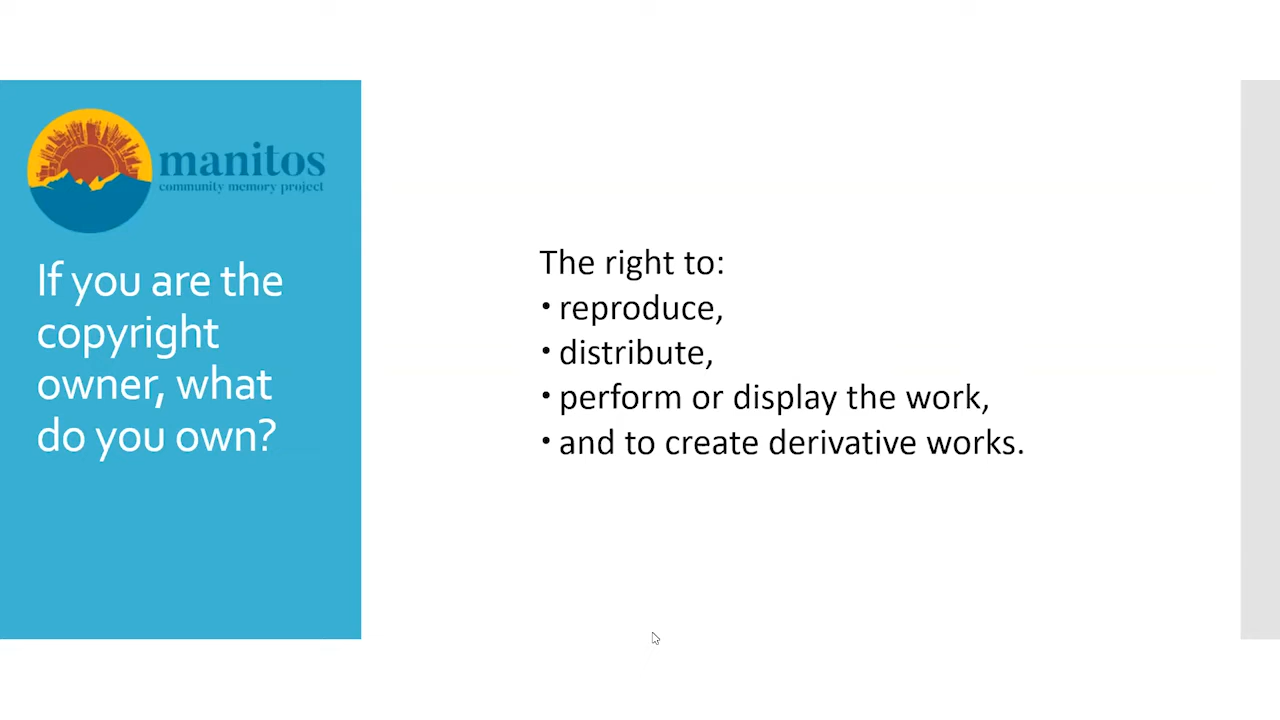 manitos
community memory project
If you are the
copyright
owner, what
do you own?
The right to:
• reproduce,
• distribute,
• perform or display the work,
• and to create derivative works.